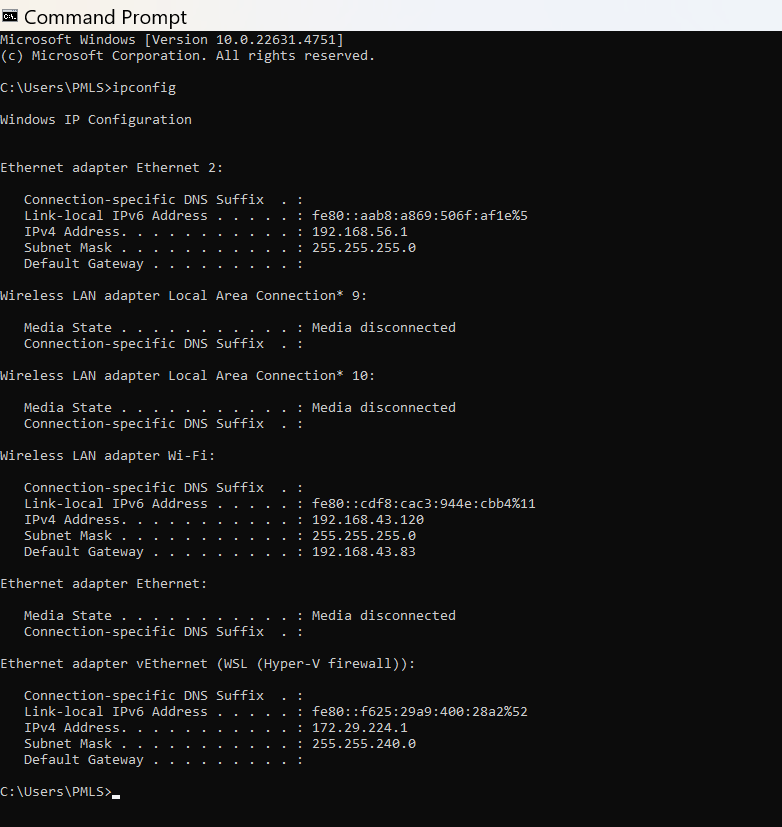 Command Prompt
Microsoft Windows [Version 10.0.22631.4751]
(c) Microsoft Corporation. All rights reserved.
C:\Users\PMLS>ipconfig
Windows IP Configuration
Ethernet adapter Ethernet 2:
   Connection-specific DNS Suffix  . :
   Link-local IPv6 Address . . . . . : fe80::aab8:a869:506f:af1e%5
   IPv4 Address. . . . . . . . . . . : 192.168.56.1
   Subnet Mask . . . . . . . . . . . : 255.255.255.0
   Default Gateway . . . . . . . . . :
Wireless LAN adapter Local Area Connection* 9:
   Media State . . . . . . . . . . . : Media disconnected
   Connection-specific DNS Suffix  . :
Wireless LAN adapter Local Area Connection* 10:
   Media State . . . . . . . . . . . : Media disconnected
   Connection-specific DNS Suffix  . :
Wireless LAN adapter Wi-Fi:
   Connection-specific DNS Suffix  . :
   Link-local IPv6 Address . . . . . : fe80::cdf8:cac3:944e:cbb4%11
   IPv4 Address. . . . . . . . . . . : 192.168.43.120
   Subnet Mask . . . . . . . . . . . : 255.255.255.0
   Default Gateway . . . . . . . . . : 192.168.43.83
Ethernet adapter Ethernet:
   Media State . . . . . . . . . . . : Media disconnected
   Connection-specific DNS Suffix  . :
Ethernet adapter vEthernet (WSL (Hyper-V firewall)):
   Connection-specific DNS Suffix  . :
   Link-local IPv6 Address . . . . . : fe80::f625:29a9:400:28a2%52
   IPv4 Address. . . . . . . . . . . : 172.29.224.1
   Subnet Mask . . . . . . . . . . . : 255.255.240.0
   Default Gateway . . . . . . . . . :
C:\Users\PMLS>